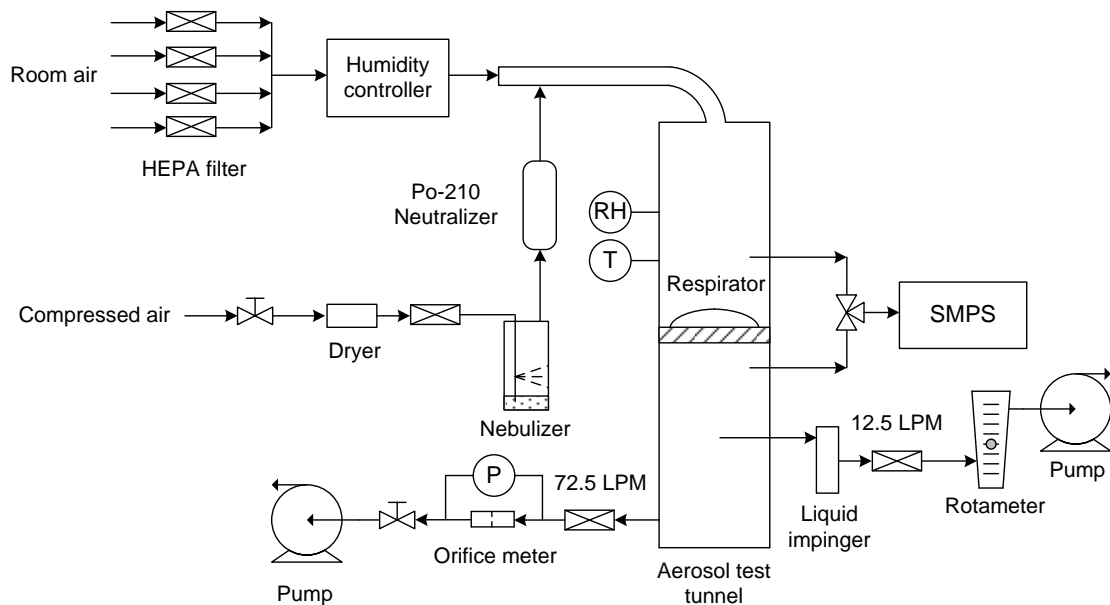 Room air
HEPA filter
Humidity
controller
Po-210
Neutralizer
RH
T
Respirator
SMPS
Compressed air
Dryer
Nebulizer
12.5 LPM
Pump
Rotameter
Liquid
impinger
P
72.5 LPM
Orifice meter
Pump
Aerosol test
tunnel